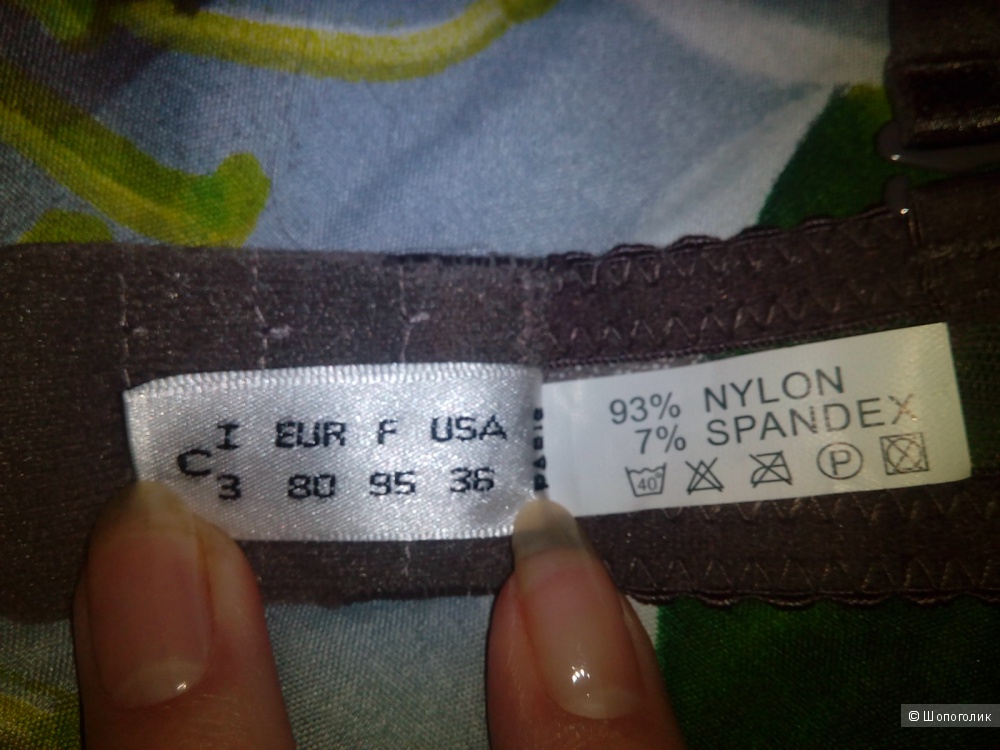 C
I EUR F USA
3 80 95 36
PARIS
93% NYLON
7% SPANDEX
40°
P
© Шопоголик